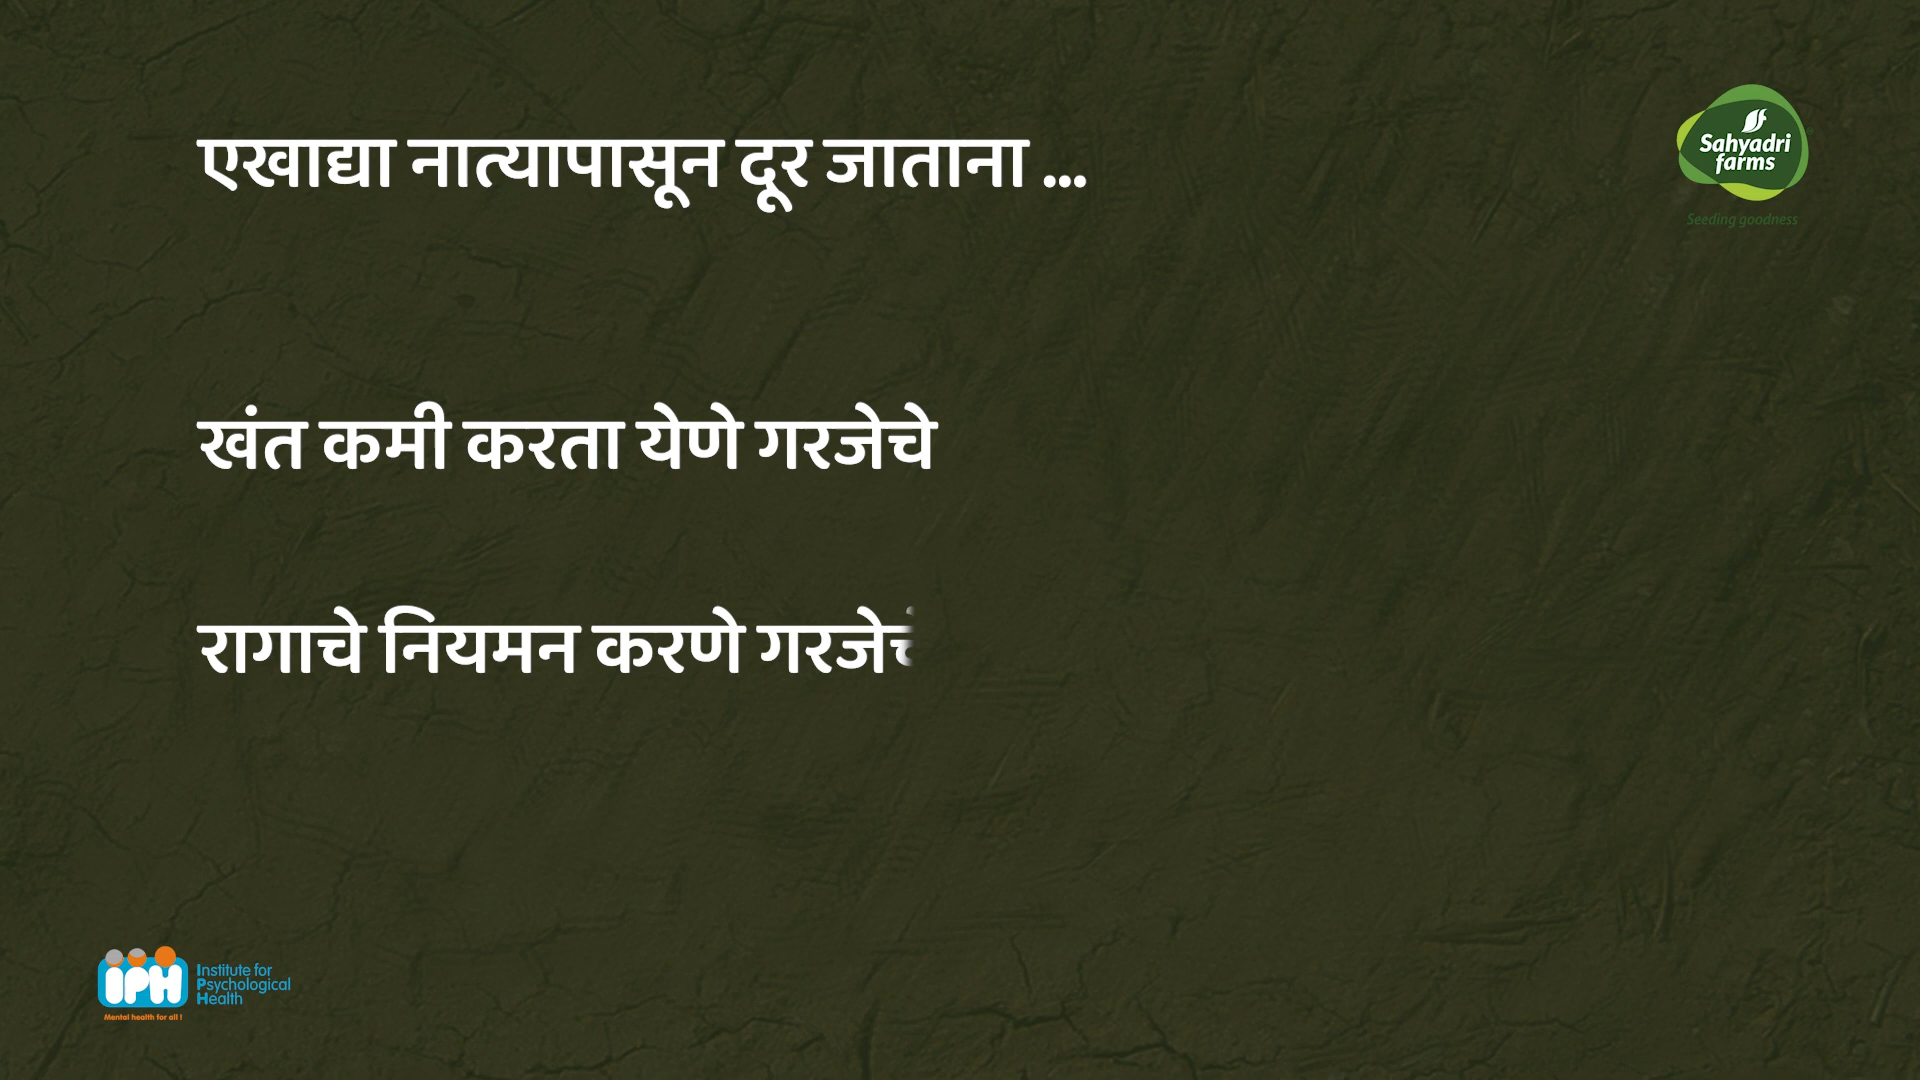 एखाद्या नात्यापासून दूर जाताना ...
Sahyadri
farms
Seeding goodness
खंत कमी करता येणे गरजेचे
रागाचे नियमन करणे गरजेचे
IPH
Institute for
Psychological
Health
Mental health for all !